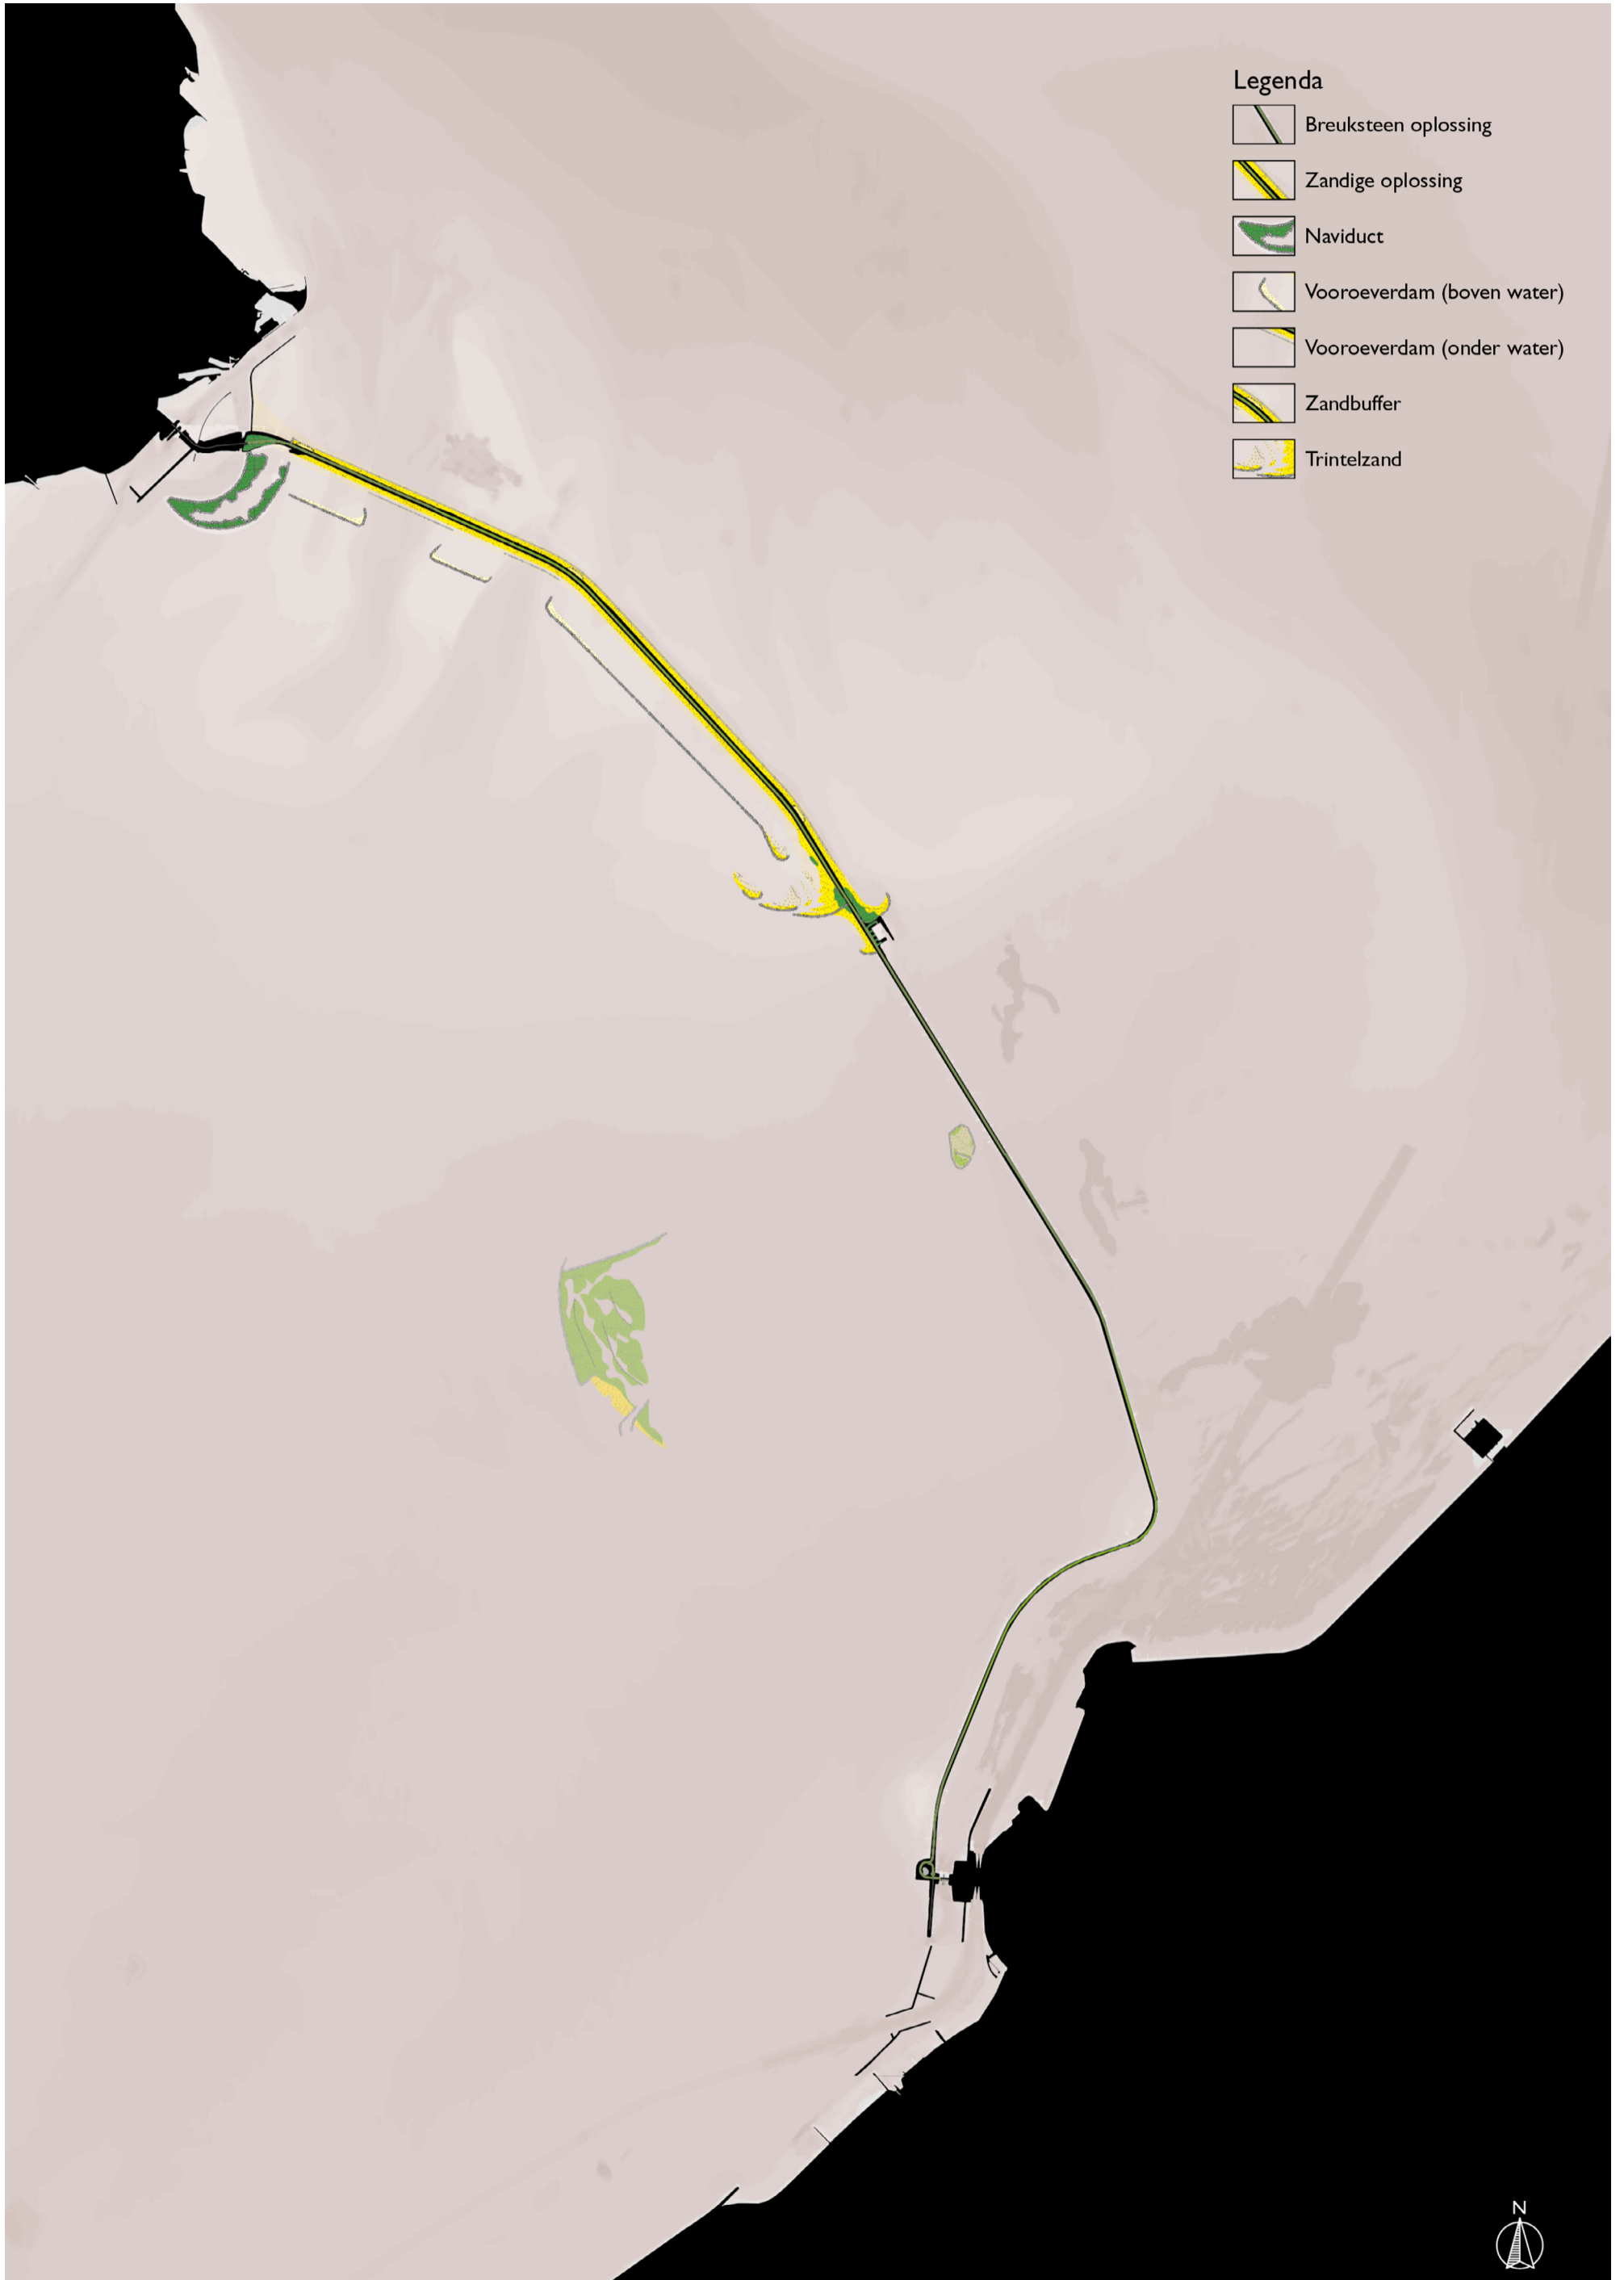 Legenda
Breuksteen oplossing
Zandige oplossing
Naviduct
Vooroeverdam (boven water)
Vooroeverdam (onder water)
Zandbuffer
Trintelzand
N